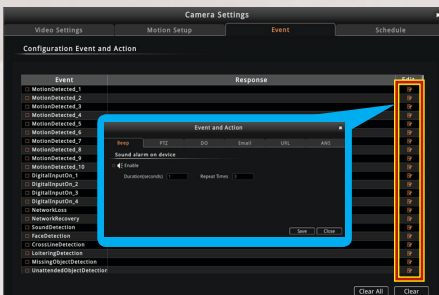 Camera Settings
Video Settings Motion Setup Event Schedule
Configuration Event and Action
Event Response Edit
MotionDetected_1
MotionDetected_2
MotionDetected_3
MotionDetected_4
MotionDetected_5
MotionDetected_6
MotionDetected_7
MotionDetected_8
MotionDetected_9
MotionDetected_10
DigitalInputOn_1
DigitalInputOn_2
DigitalInputOn_3
DigitalInputOn_4
NetworkLoss
NetworkRecovery
SoundDetection
FaceDetection
CrossLineDetection
LoiteringDetection
MissingObjectDetection
UnattendedObjectDetection
Event and Action
Beep PTZ DO Email URL
Sound alarm on device
Enable
Duration(seconds) Repeat Times
Save Close
Clear All Clear